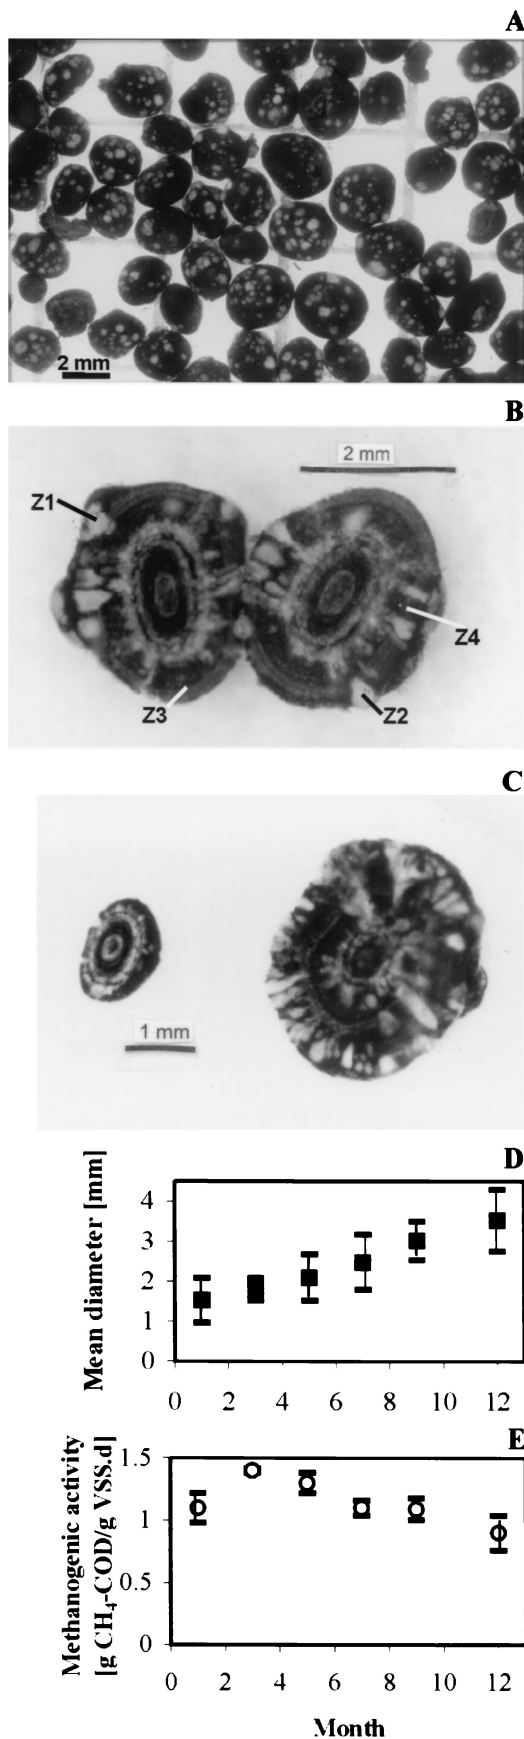 A
2 mm
B
2 mm
Z1
Z4
Z3
Z2
C
1 mm
D
Mean diameter [mm]
4
3
2
1
0
0 2 4 6 8 10 12
E
Methanogenic activity
[g CH₄-COD/g VSS.d]
1.5
1
0.5
0
0 2 4 6 8 10 12
Month